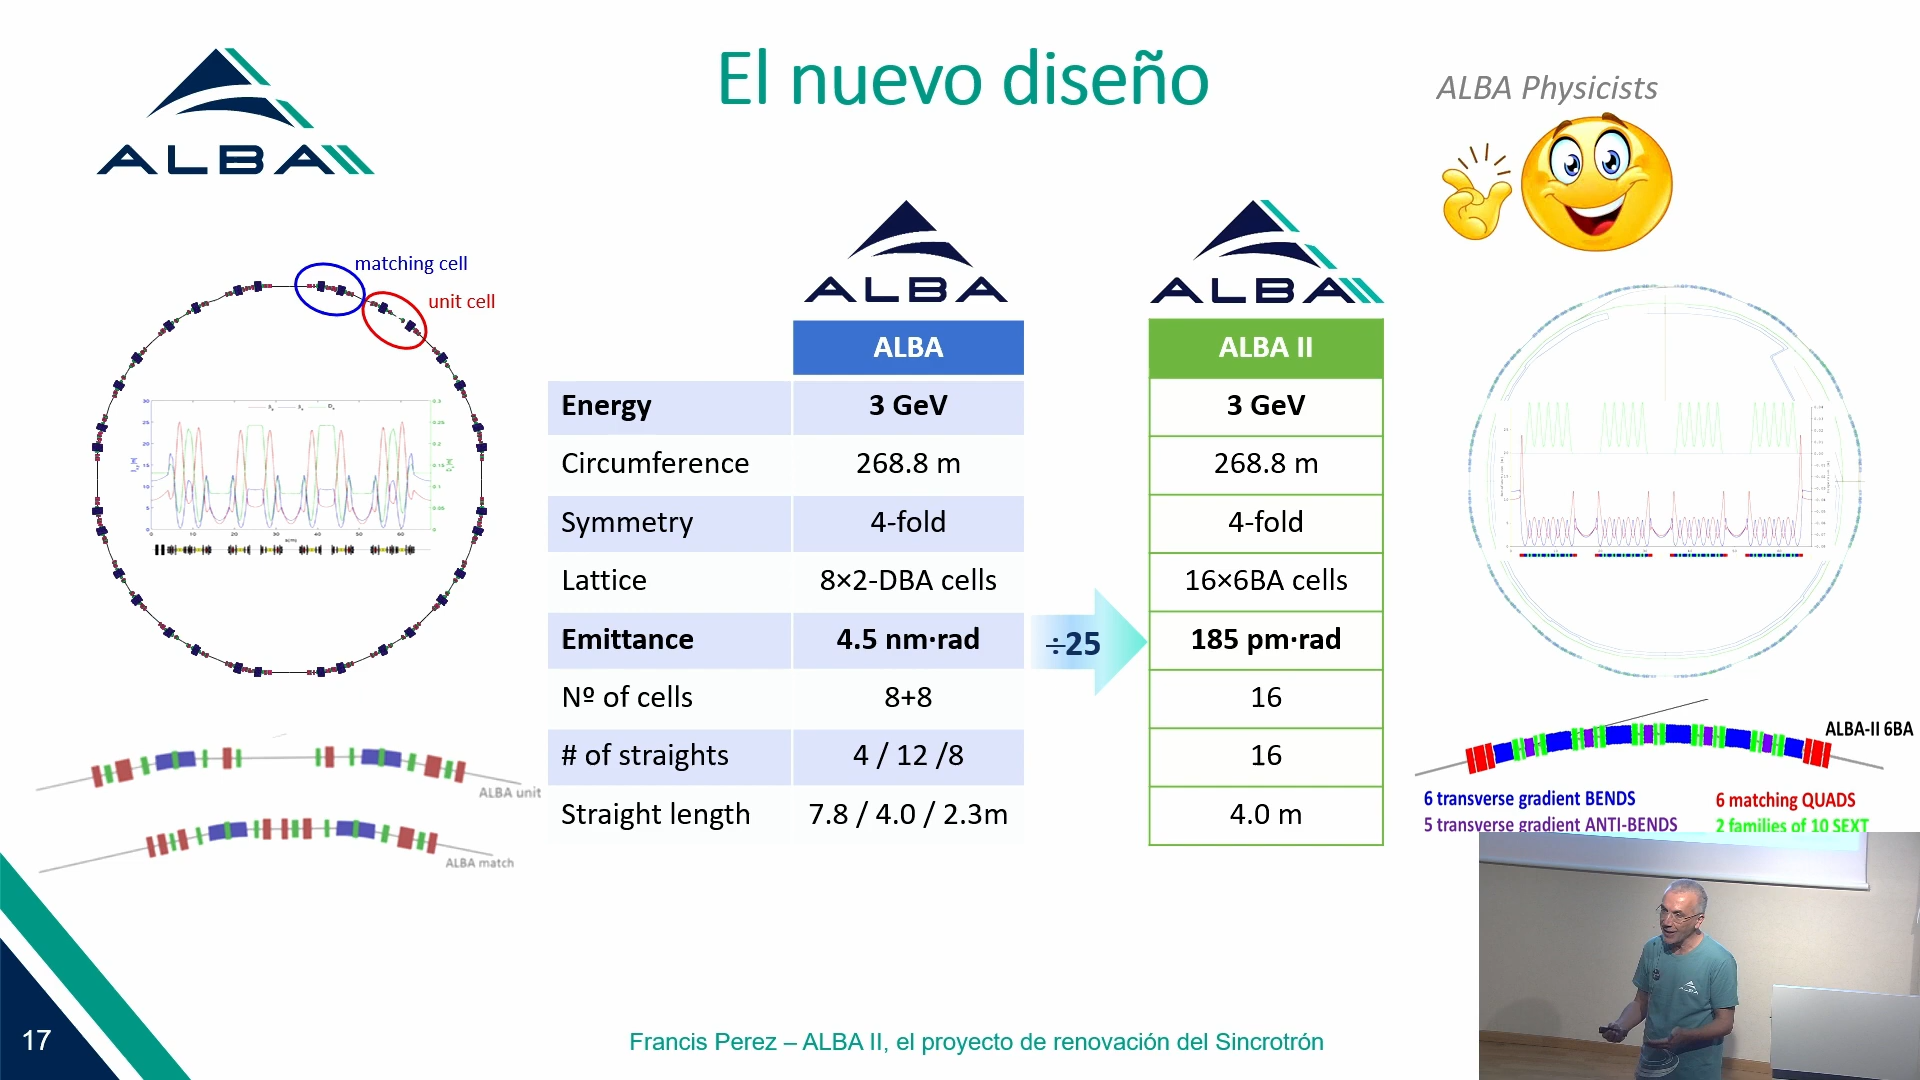 El nuevo diseño
ALBA Physicists
ALBA
matching cell
unit cell
ALBA
ALBA
ALBA
ALBA II
Energy 3 GeV 3 GeV
Circumference 268.8 m 268.8 m
Symmetry 4-fold 4-fold
Lattice 8×2-DBA cells 16×6BA cells
Emittance 4.5 nm·rad ÷25 185 pm·rad
Nº of cells 8+8 16
# of straights 4 / 12 /8 16
Straight length 7.8 / 4.0 / 2.3m 4.0 m
ALBA unit
ALBA match
ALBA-II 6BA
6 transverse gradient BENDS
5 transverse gradient ANTI-BENDS
6 matching QUADS
2 families of 10 SEXT
17
Francis Perez – ALBA II, el proyecto de renovación del Sincrotrón